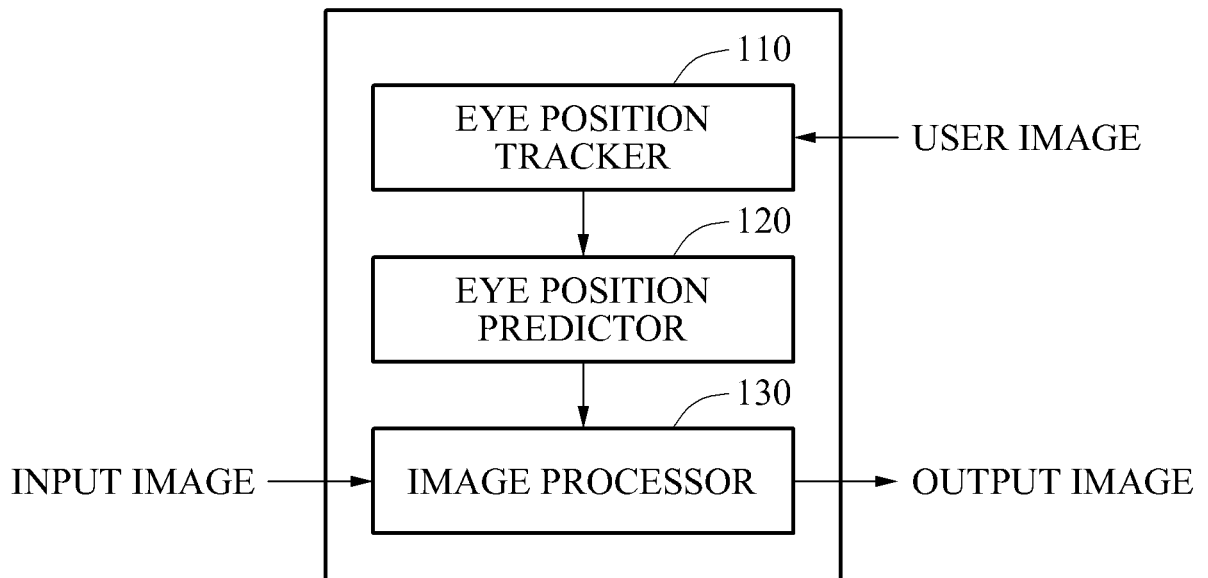 110
EYE POSITION
TRACKER
USER IMAGE
120
EYE POSITION
PREDICTOR
130
INPUT IMAGE
IMAGE PROCESSOR
OUTPUT IMAGE